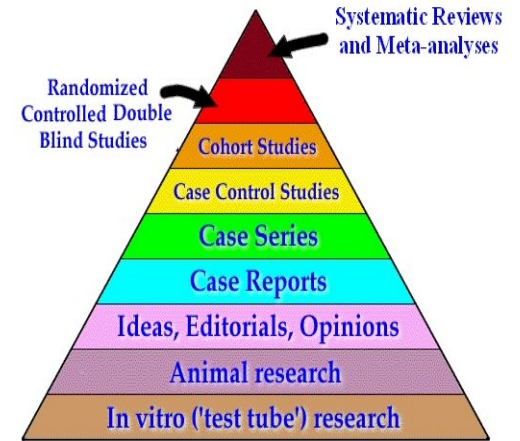 Systematic Reviews
and Meta-analyses
Randomized
Controlled Double
Blind Studies
Cohort Studies
Case Control Studies
Case Series
Case Reports
Ideas, Editorials, Opinions
Animal research
In vitro ('test tube') research